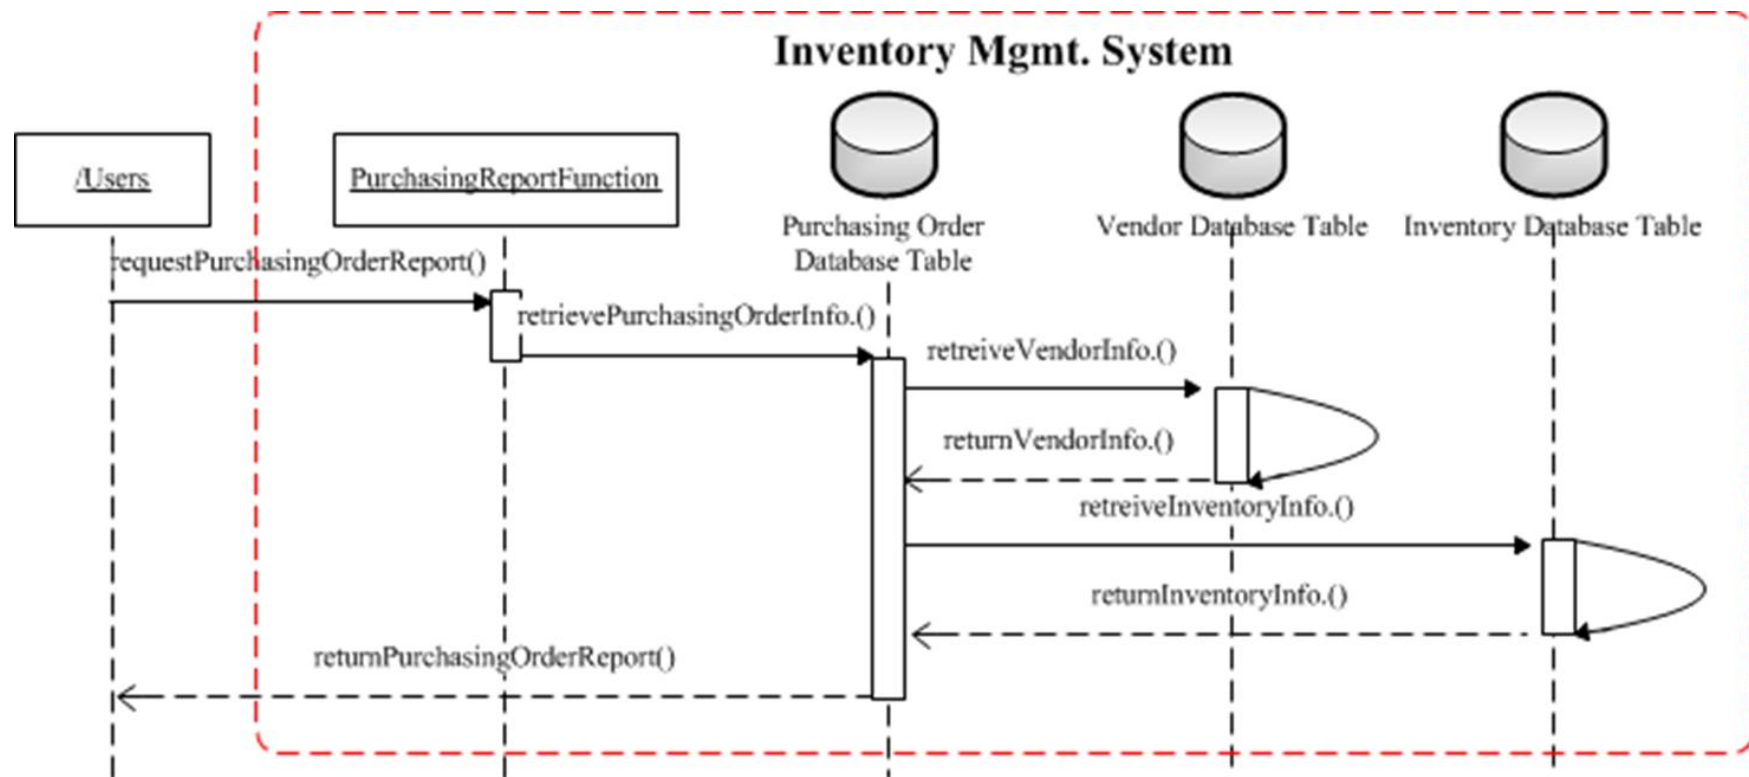 Inventory Mgmt. System
/Users
PurchasingReportFunction
Purchasing Order
Database Table
Vendor Database Table
Inventory Database Table
requestPurchasingOrderReport()
retrievePurchasingOrderInfo.()
retreiveVendorInfo.()
returnVendorInfo.()
retreiveInventoryInfo.()
returnInventoryInfo.()
returnPurchasingOrderReport()